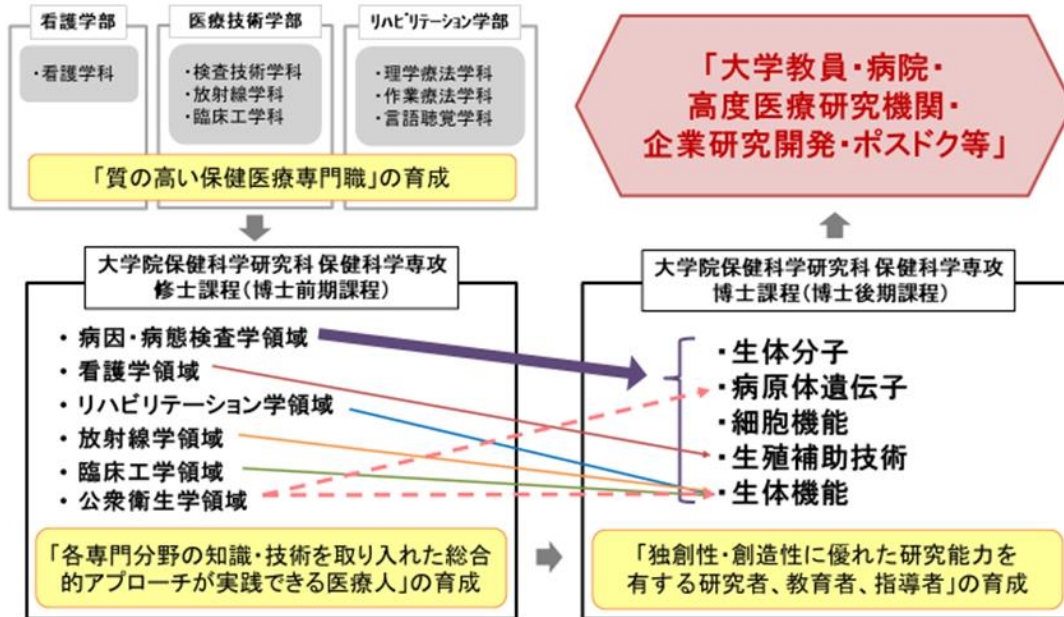 看護学部
・看護学科
医療技術学部
・検査技術学科
・放射線学科
・臨床工学科
リハビリテーション学部
・理学療法学科
・作業療法学科
・言語聴覚学科
「質の高い保健医療専門職」の育成
「大学教員・病院・
高度医療研究機関・
企業研究開発・ポスドク等」
大学院保健科学研究科 保健科学専攻
修士課程(博士前期課程)
・病因・病態検査学領域
・看護学領域
・リハビリテーション学領域
・放射線学領域
・臨床工学領域
・公衆衛生学領域
「各専門分野の知識・技術を取り入れた総合
的アプローチが実践できる医療人」の育成
大学院保健科学研究科 保健科学専攻
博士課程(博士後期課程)
・生体分子
・病原体遺伝子
・細胞機能
・生殖補助技術
・生体機能
「独創性・創造性に優れた研究能力を
有する研究者、教育者、指導者」の育成